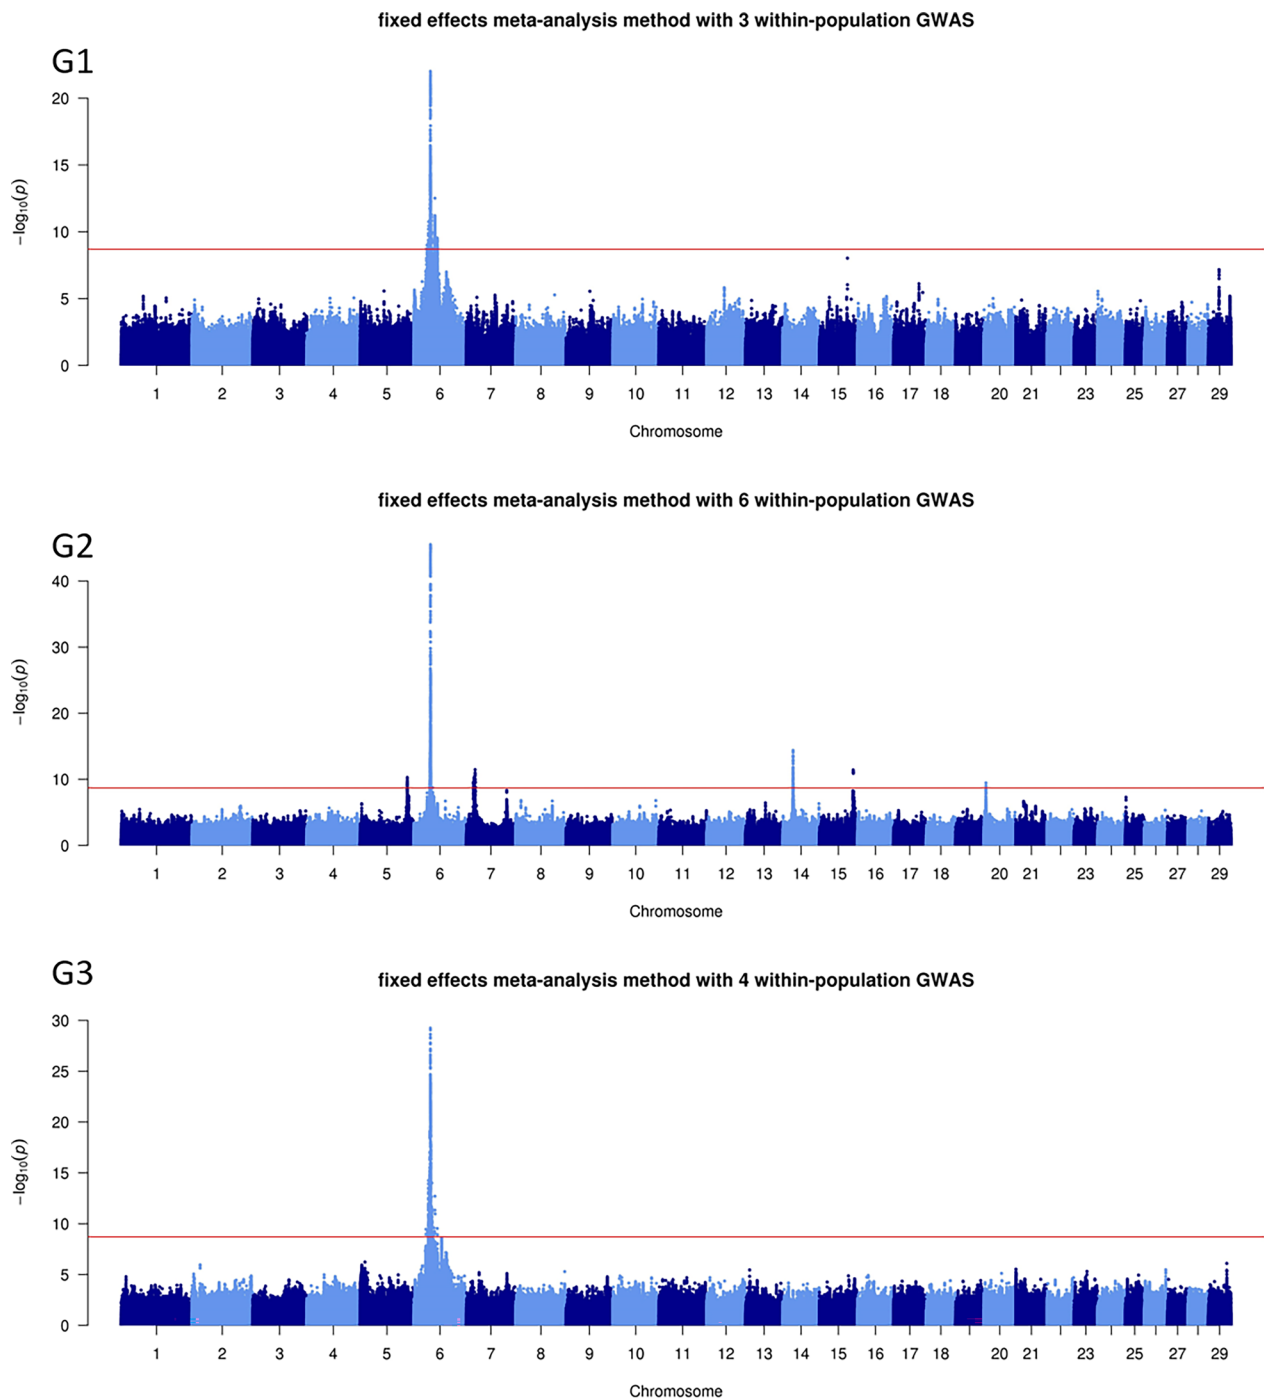 fixed effects meta-analysis method with 3 within-population GWAS
G1
20
15
10
5
0
−log₁₀(p)
1 2 3 4 5 6 7 8 9 10 11 12 13 14 15 16 17 18 20 21 23 25 27 29
Chromosome
fixed effects meta-analysis method with 6 within-population GWAS
G2
40
30
20
10
0
−log₁₀(p)
1 2 3 4 5 6 7 8 9 10 11 12 13 14 15 16 17 18 20 21 23 25 27 29
Chromosome
G3
fixed effects meta-analysis method with 4 within-population GWAS
30
25
20
15
10
5
0
−log₁₀(p)
1 2 3 4 5 6 7 8 9 10 11 12 13 14 15 16 17 18 20 21 23 25 27 29
Chromosome